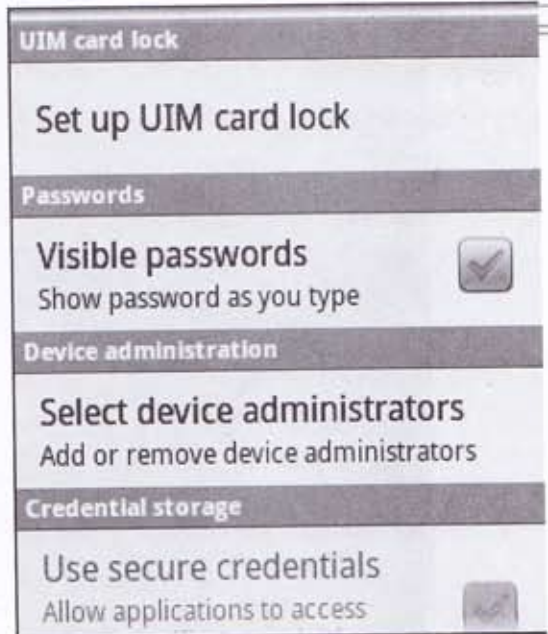 UIM card lock
Set up UIM card lock
Passwords
Visible passwords
Show password as you type
Device administration
Select device administrators
Add or remove device administrators
Credential storage
Use secure credentials
Allow applications to access